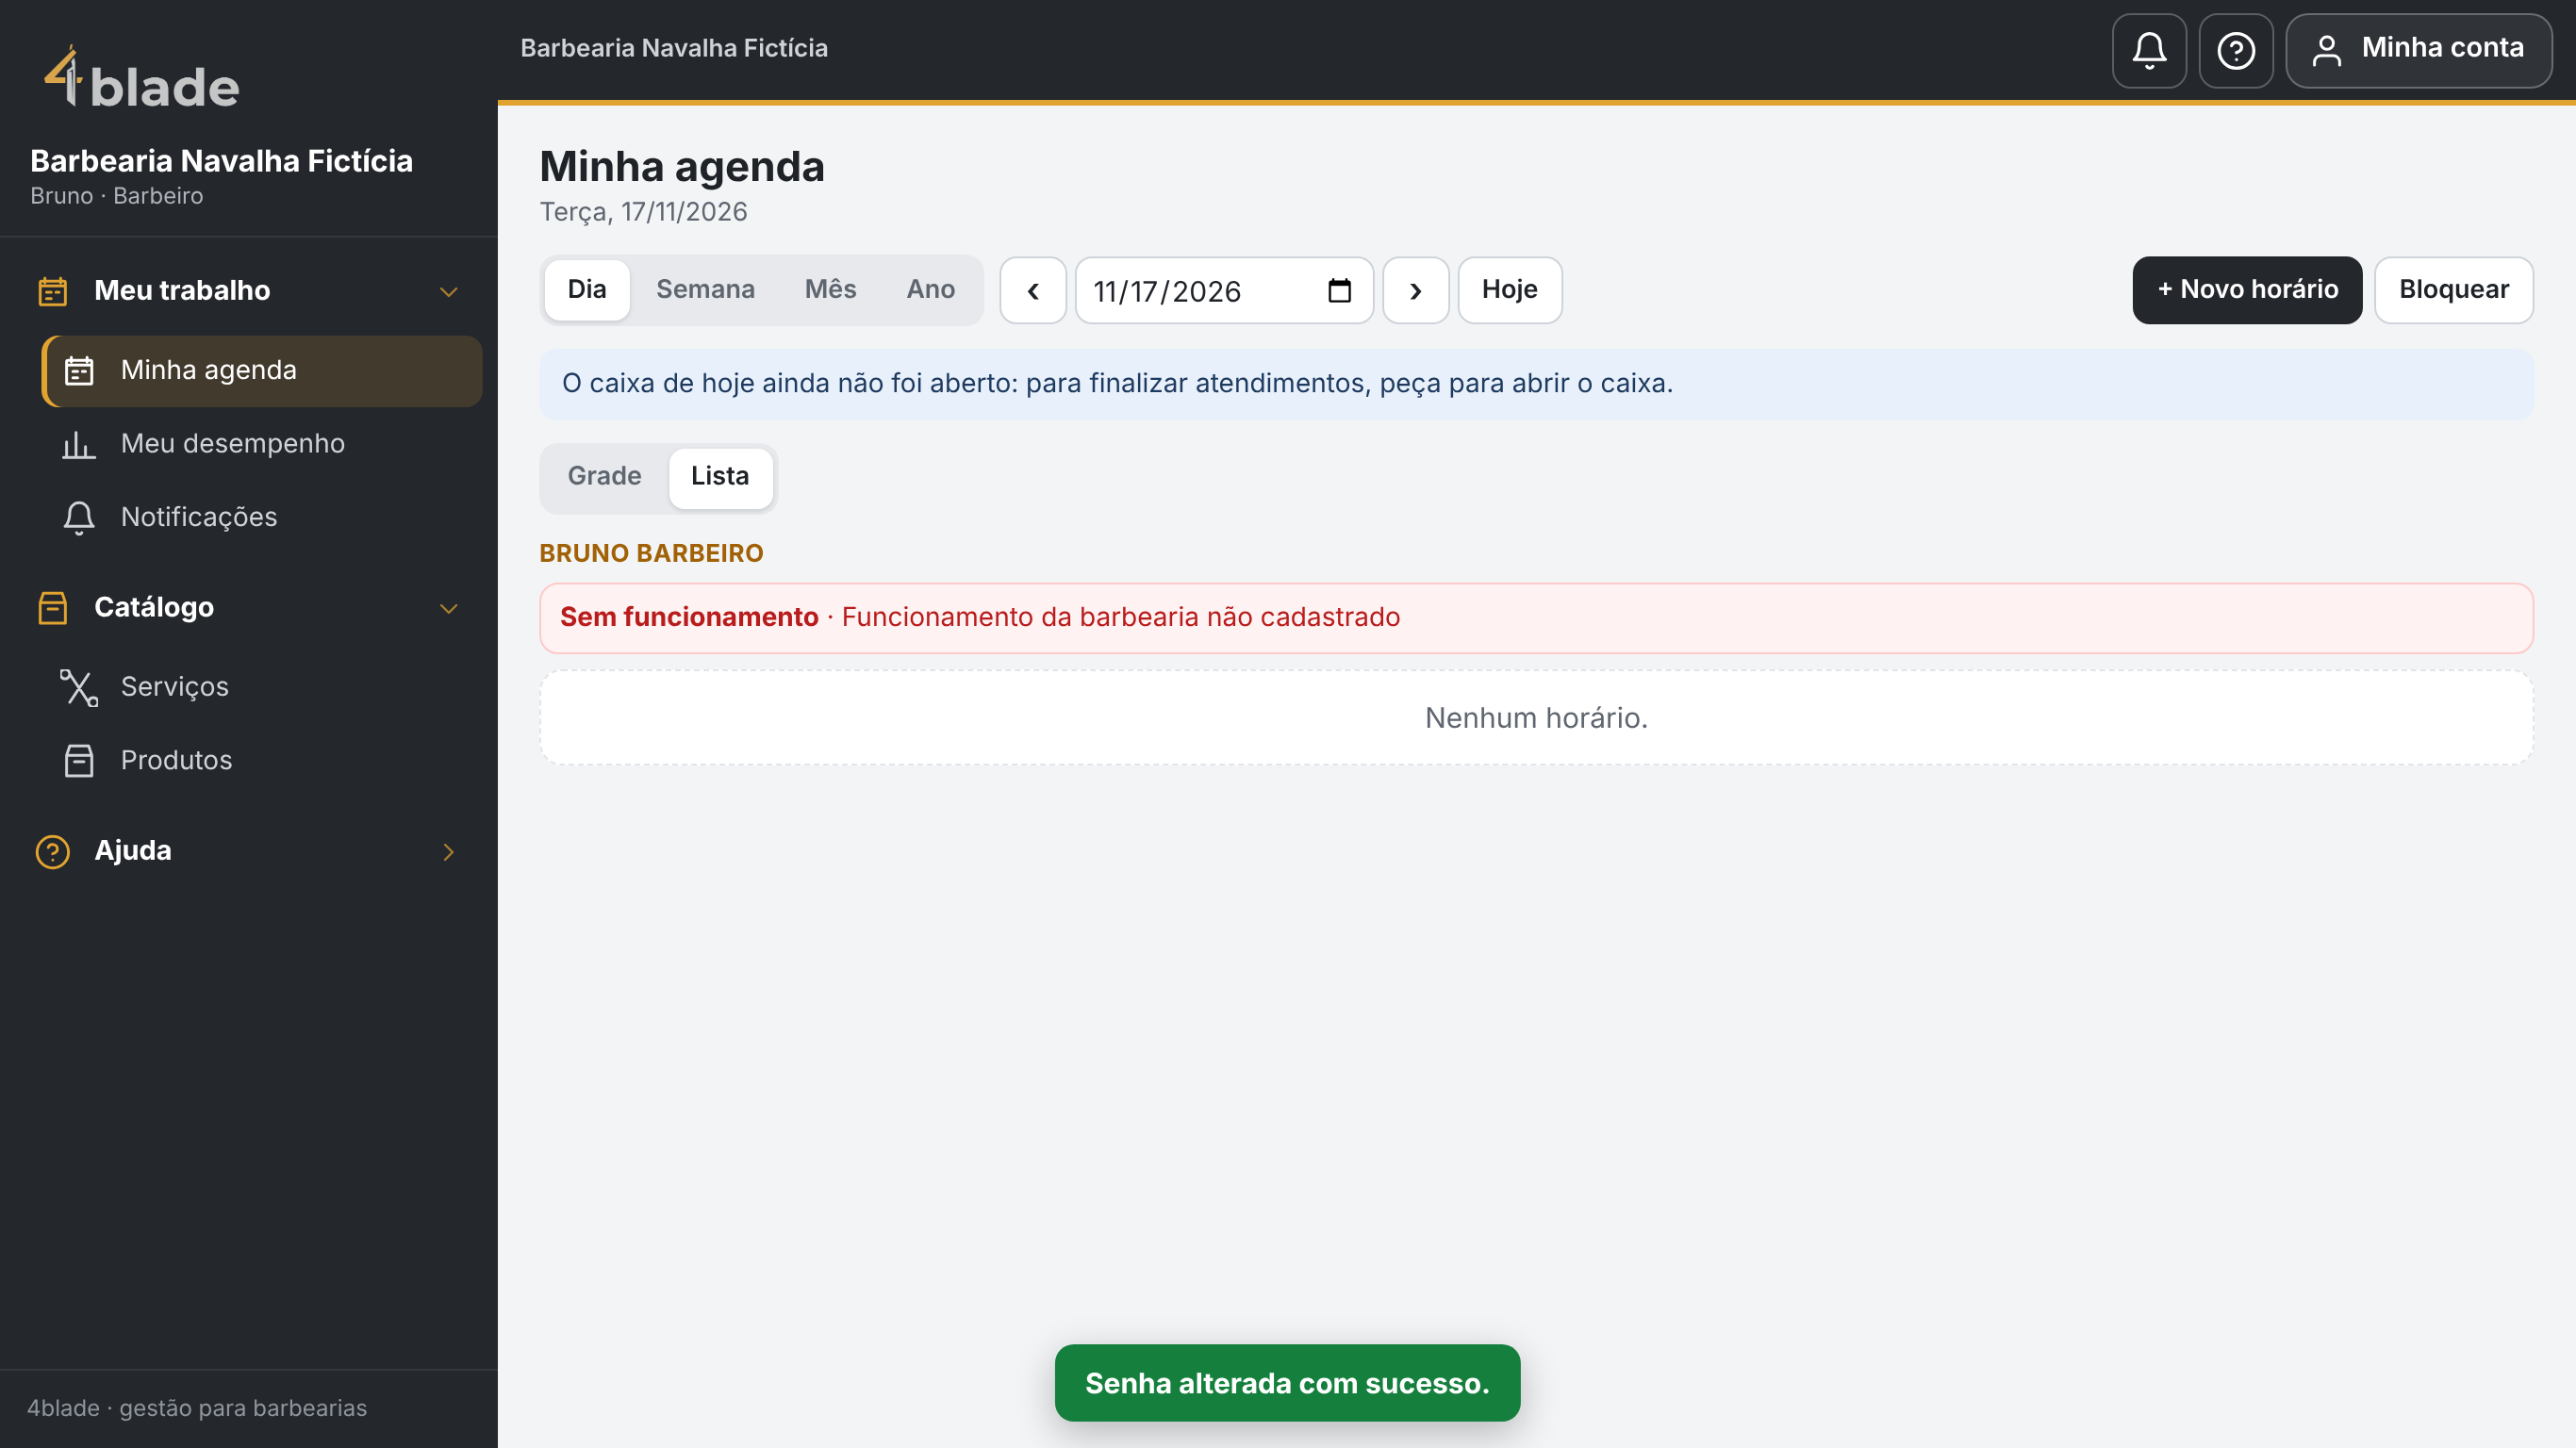 4blade
Barbearia Navalha Fictícia
Bruno · Barbeiro
Meu trabalho
Minha agenda
Meu desempenho
Notificações
Catálogo
Serviços
Produtos
Ajuda
4blade · gestão para barbearias
Barbearia Navalha Fictícia
Minha conta
Minha agenda
Terça, 17/11/2026
Dia Semana Mês Ano ‹ 11/17/2026 › Hoje + Novo horário Bloquear
O caixa de hoje ainda não foi aberto: para finalizar atendimentos, peça para abrir o caixa.
Grade Lista
BRUNO BARBEIRO
Sem funcionamento · Funcionamento da barbearia não cadastrado
Nenhum horário.
Senha alterada com sucesso.